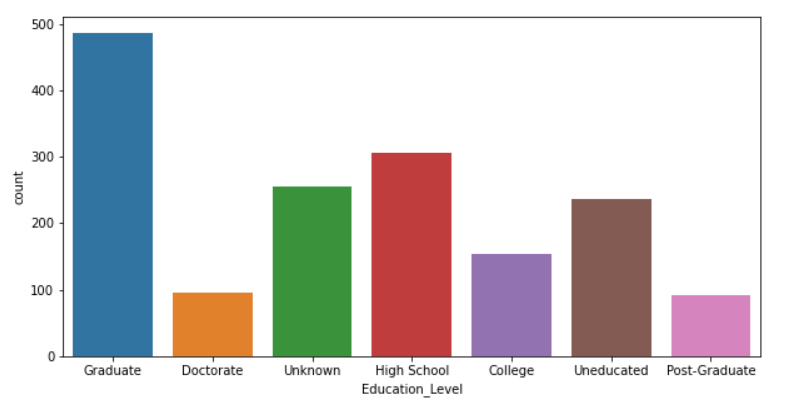 500
400
300
200
100
0
count
Graduate Doctorate Unknown High School College Uneducated Post-Graduate
Education_Level